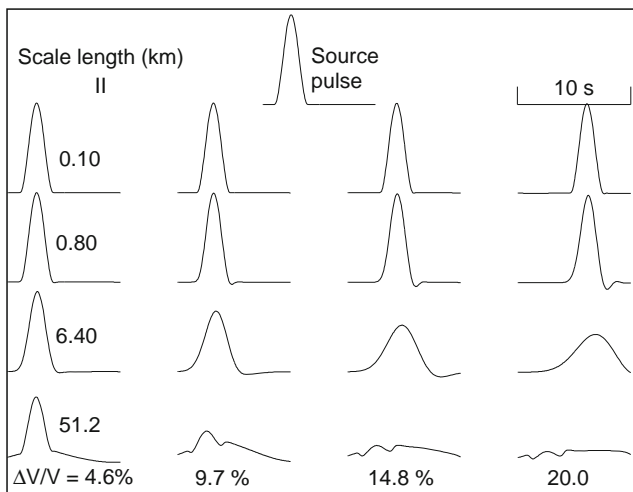 Scale length (km)
II
Source
pulse
10 s
0.10
0.80
6.40
51.2
ΔV/V = 4.6%
9.7 %
14.8 %
20.0